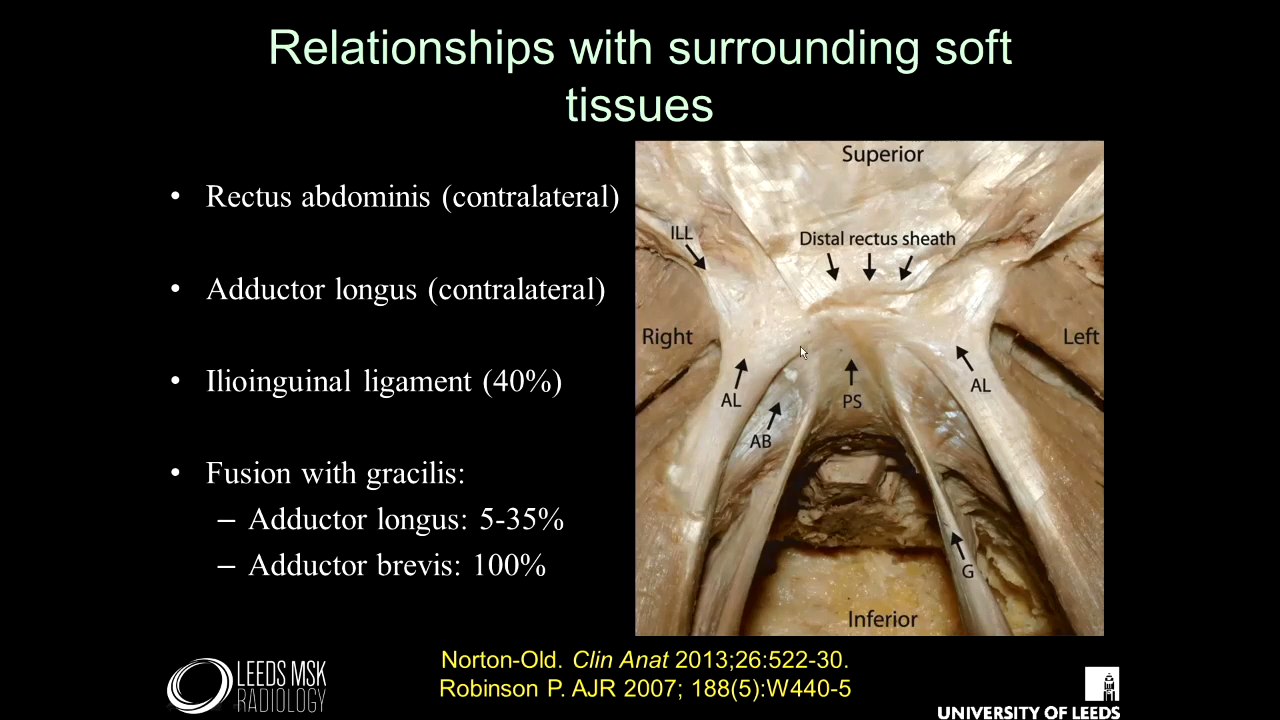 Relationships with surrounding soft
tissues
• Rectus abdominis (contralateral)
• Adductor longus (contralateral)
• Ilioinguinal ligament (40%)
• Fusion with gracilis:
– Adductor longus: 5-35%
– Adductor brevis: 100%
Superior
ILL
Distal rectus sheath
Right
Left
AL
PS
AL
AB
G
Inferior
Norton-Old. Clin Anat 2013;26:522-30.
Robinson P. AJR 2007; 188(5):W440-5
LEEDS MSK
RADIOLOGY
UNIVERSITY OF LEEDS